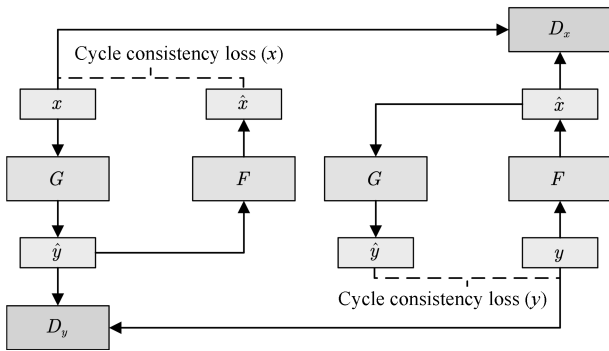 D_x
Cycle consistency loss (x)
x
x̂
x̂
G
F
G
F
ŷ
ŷ
y
Cycle consistency loss (y)
D_y